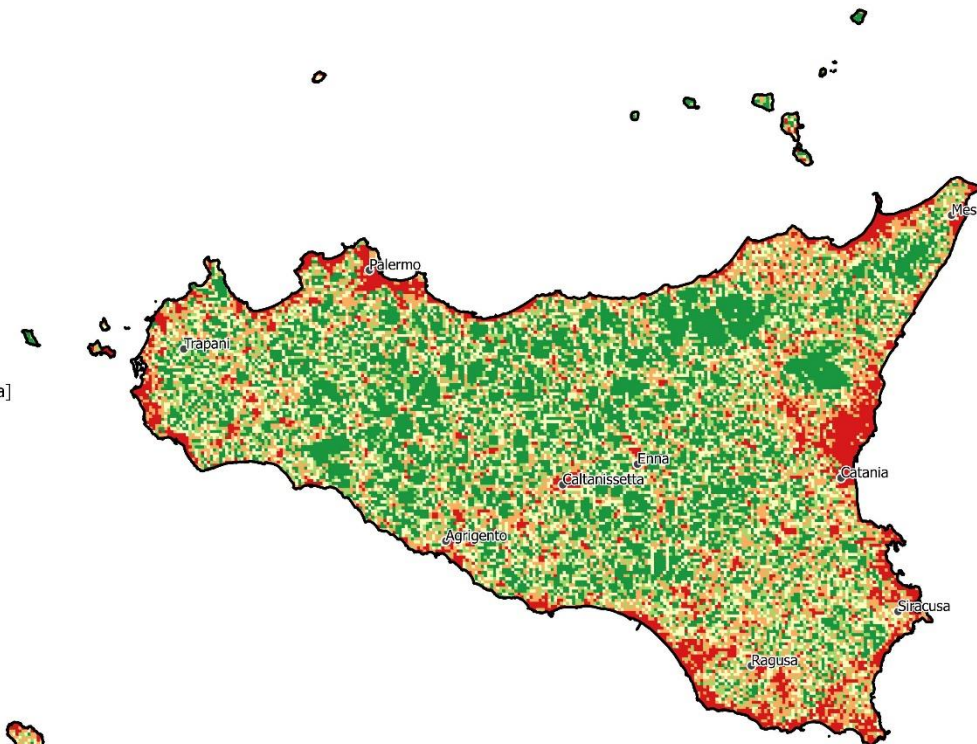 Mes
Palermo
Trapani
a]
Enna
Caltanissetta
Catania
Agrigento
Siracusa
Ragusa